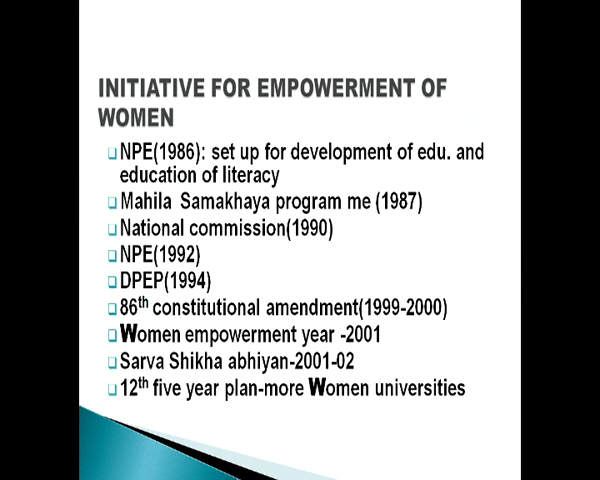 INITIATIVE FOR EMPOWERMENT OF
WOMEN
NPE(1986): set up for development of edu. and
education of literacy
Mahila Samakhaya program me (1987)
National commission(1990)
NPE(1992)
DPEP(1994)
86th constitutional amendment(1999-2000)
Women empowerment year -2001
Sarva Shikha abhiyan-2001-02
12th five year plan-more Women universities